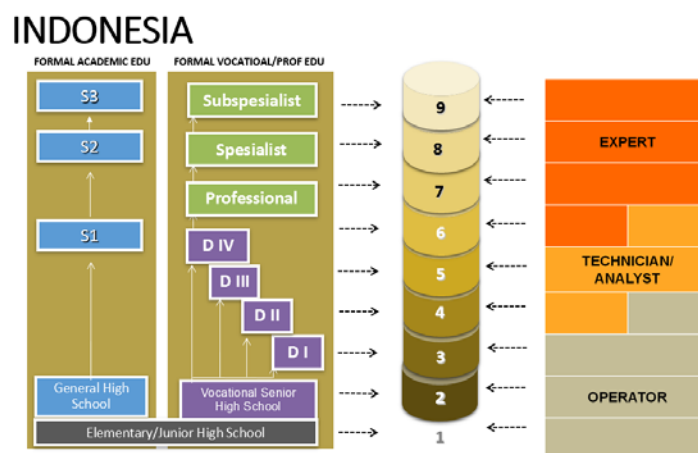 INDONESIA
FORMAL ACADEMIC EDU
FORMAL VOCATIOAL/PROF EDU
S3
S2
S1
General High
School
Subspesialist
Spesialist
Professional
D IV
D III
D II
D I
Vocational Senior
High School
Elementary/Junior High School
9
8
7
6
5
4
3
2
1
EXPERT
TECHNICIAN/
ANALYST
OPERATOR